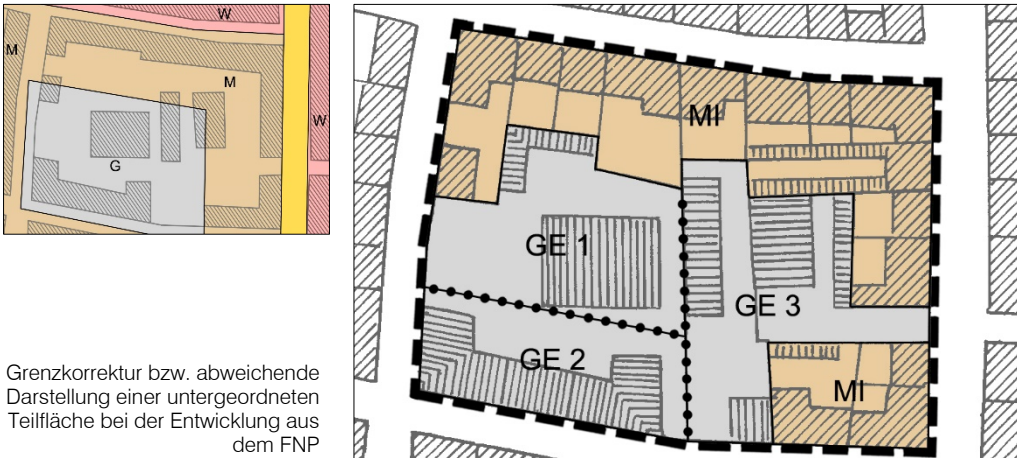 W
M
M
W
W
G
Grenzkorrektur bzw. abweichende
Darstellung einer untergeordneten
Teilfläche bei der Entwicklung aus
dem FNP
MI
GE 1
GE 3
GE 2
MI